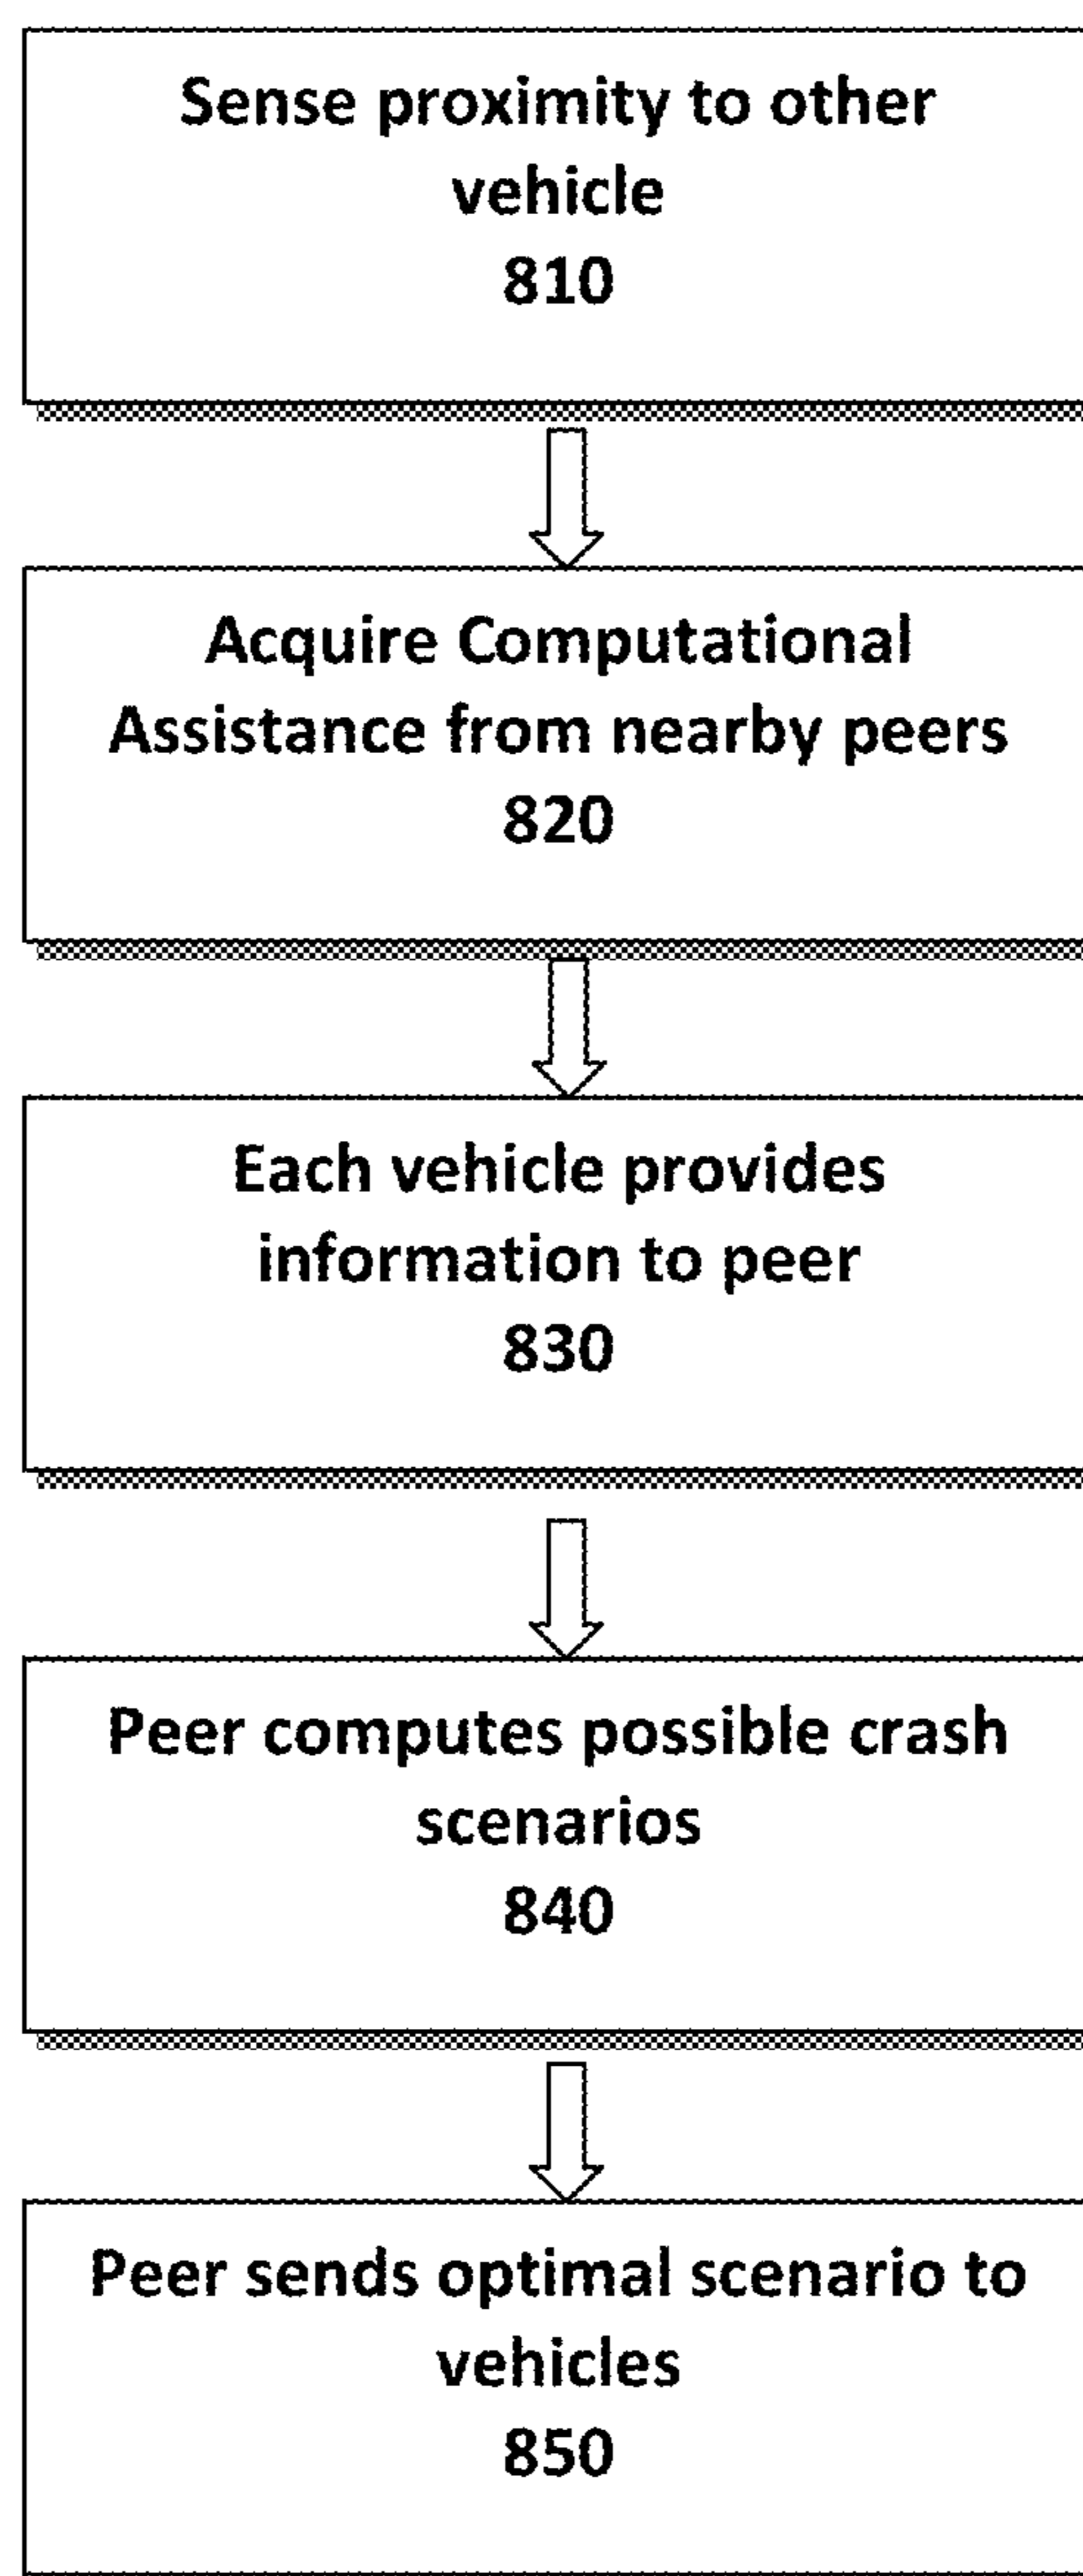 Sense proximity to other
vehicle
810
Acquire Computational
Assistance from nearby peers
820
Each vehicle provides
information to peer
830
Peer computes possible crash
scenarios
840
Peer sends optimal scenario to
vehicles
850